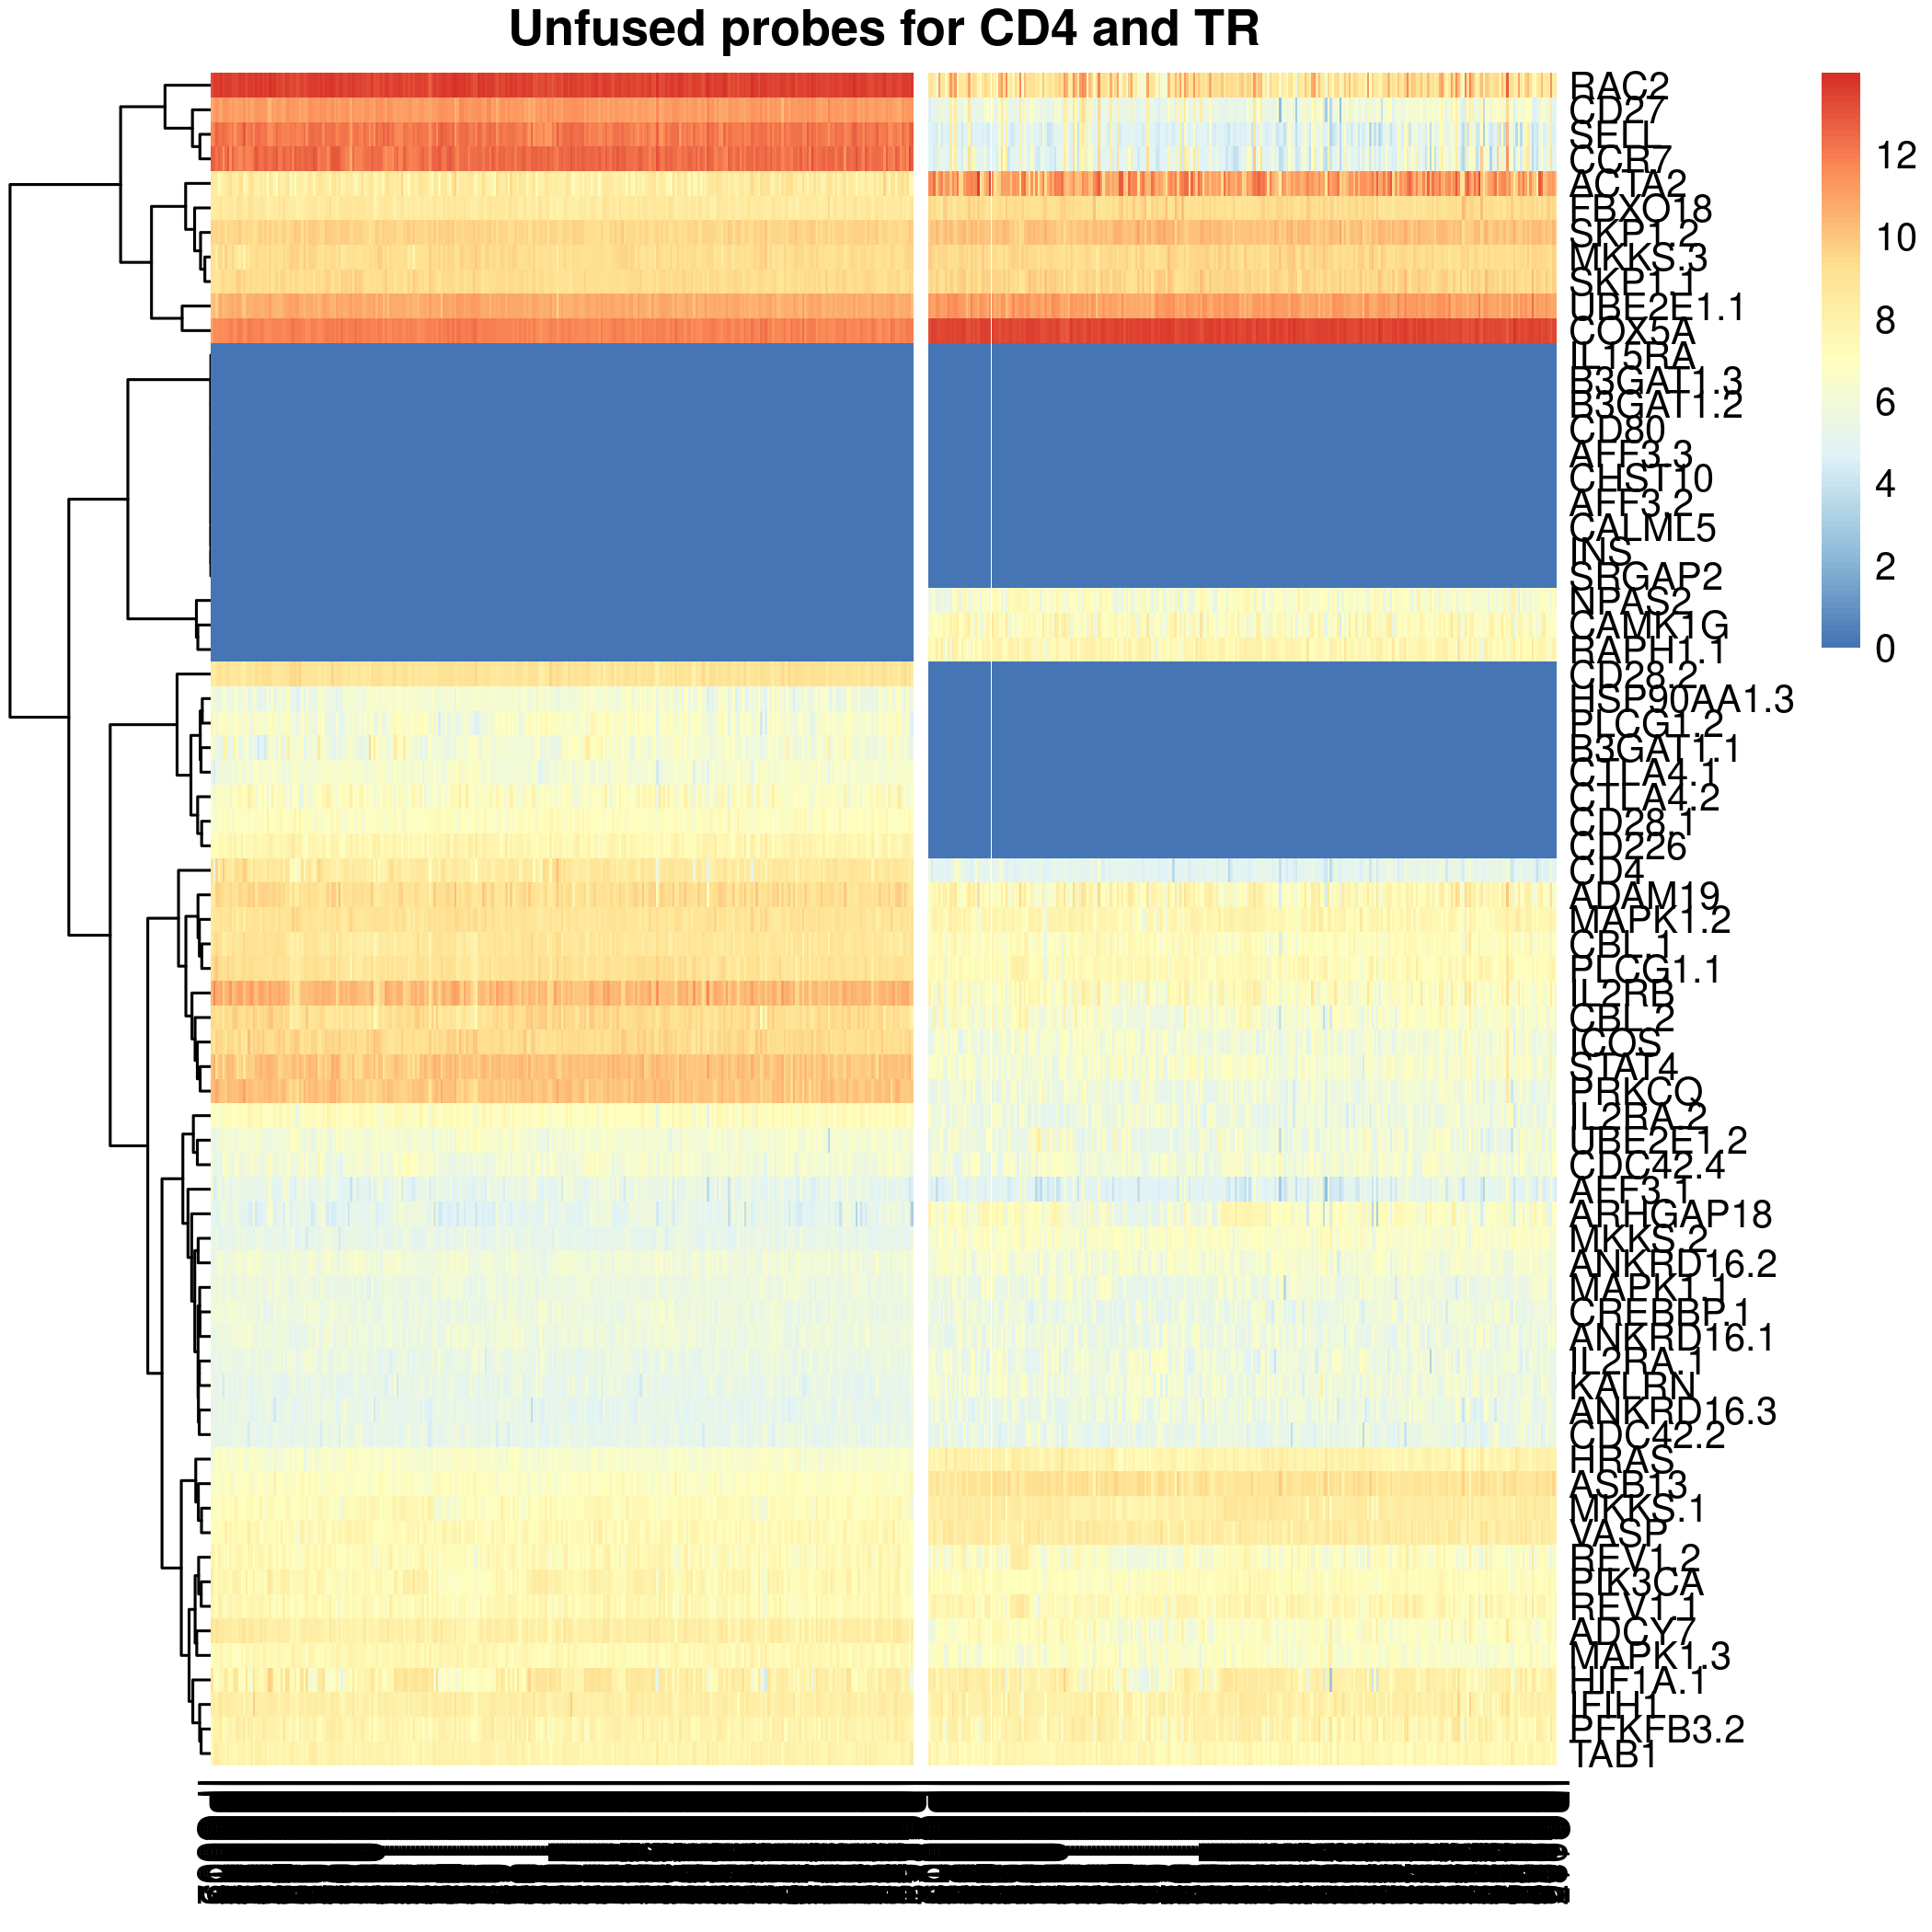 Unfused probes for CD4 and TR
RAC2
CD27
SELL
CCR7
ACTA2
FBXO18
SKP1.2
MKKS.3
SKP1.1
UBE2E1.1
COX5A
IL15RA
B3GAT1.3
B3GAT1.2
CD80
AFF3.3
CHST10
AFF3.2
CALML5
INS
SRGAP2
NPAS2
CAMK1G
RAPH1.1
CD28.2
HSP90AA1.3
PLCG1.2
B3GAT1.1
CTLA4.1
CTLA4.2
CD28.1
CD226
CD4
ADAM19
MAPK1.2
CBL.1
PLCG1.1
IL2RB
CBL.2
ICOS
STAT4
PRKCQ
IL2RA.2
UBE2E1.2
CDC42.4
AFF3.1
ARHGAP18
MKKS.2
ANKRD16.2
MAPK1.1
CREBBP.1
ANKRD16.1
IL2RA.1
KALRN
ANKRD16.3
CDC42.2
HRAS
ASB13
MKKS.1
VASP
REV1.2
PIK3CA
REV1.1
ADCY7
MAPK1.3
HIF1A.1
IFIH1
PFKFB3.2
TAB1
12
10
8
6
4
2
0